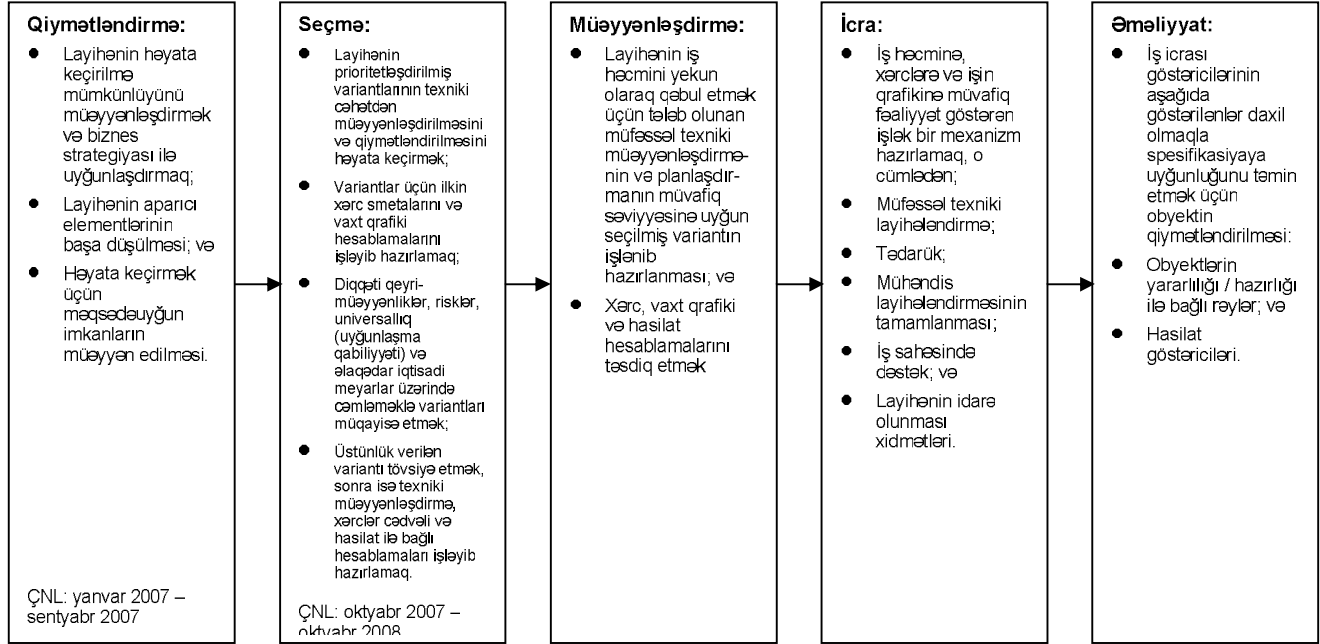 Qiymətləndirmə:
● Layihənin həyata
keçirilmə
mümkünlüyünü
müəyyənləşdirmək
və biznes
strategiyası ilə
uyğunlaşdırmaq;
● Layihənin aparıcı
elementlərinin
başa düşülməsi; və
● Həyata keçirmək
üçün
məqsədəuyğun
imkanların
müəyyən edilməsi.
ÇNL: yanvar 2007 –
sentyabr 2007
Seçmə:
● Layihənin
prioritetləşdirilmiş
variantlarının texniki
cəhətdən
müəyyənləşdirilməsini
və qiymətləndirilməsini
həyata keçirmək;
● Variantlar üçün ilkin
xərc smetalarını və
vaxt qrafiki
hesablamalarını
işləyib hazırlamaq;
● Diqqəti qeyri-
müəyyənliklər, risklər,
universallıq
(uyğunlaşma
qabiliyyəti) və
əlaqədar iqtisadi
meyarlar üzərində
cəmləməklə variantları
müqayisə etmək;
● Üstünlük verilən
variantı tövsiyə etmək,
sonra isə texniki
müəyyənləşdirmə,
xərclər cədvəli və
hasilat ilə bağlı
hesablamaları işləyib
hazırlamaq.
ÇNL: oktyabr 2007 –
oktyabr 2008
Müəyyənləşdirmə:
● Layihənin iş
həcmini yekun
olaraq qəbul etmək
üçün tələb olunan
müfəssəl texniki
müəyyənləşdirmə-
nin və planlaşdır-
manın müvafiq
səviyyəsinə uyğun
seçilmiş variantın
işlənib
hazırlanması; və
● Xərc, vaxt qrafiki
və hasilat
hesablamalarını
təsdiq etmək
İcra:
● İş həcminə,
xərclərə və işin
qrafikinə müvafiq
fəaliyyət göstərən
işlək bir mexanizm
hazırlamaq, o
cümlədən;
● Müfəssəl texniki
layihələndirmə;
● Tədarük;
● Mühəndis
layihələndirməsinin
tamamlanması;
● İş sahəsində
dəstək; və
● Layihənin idarə
olunması
xidmətləri.
Əməliyyat:
● İş icrası
göstəricilərinin
aşağıda
göstərilənlər daxil
olmaqla
spesifikasiyaya
uyğunluğunu təmin
etmək üçün
obyektin
qiymətləndirilməsi:
● Obyektlərin
yararlılığı / hazırlığı
ilə bağlı rəylər; və
● Hasilat
göstəriciləri.